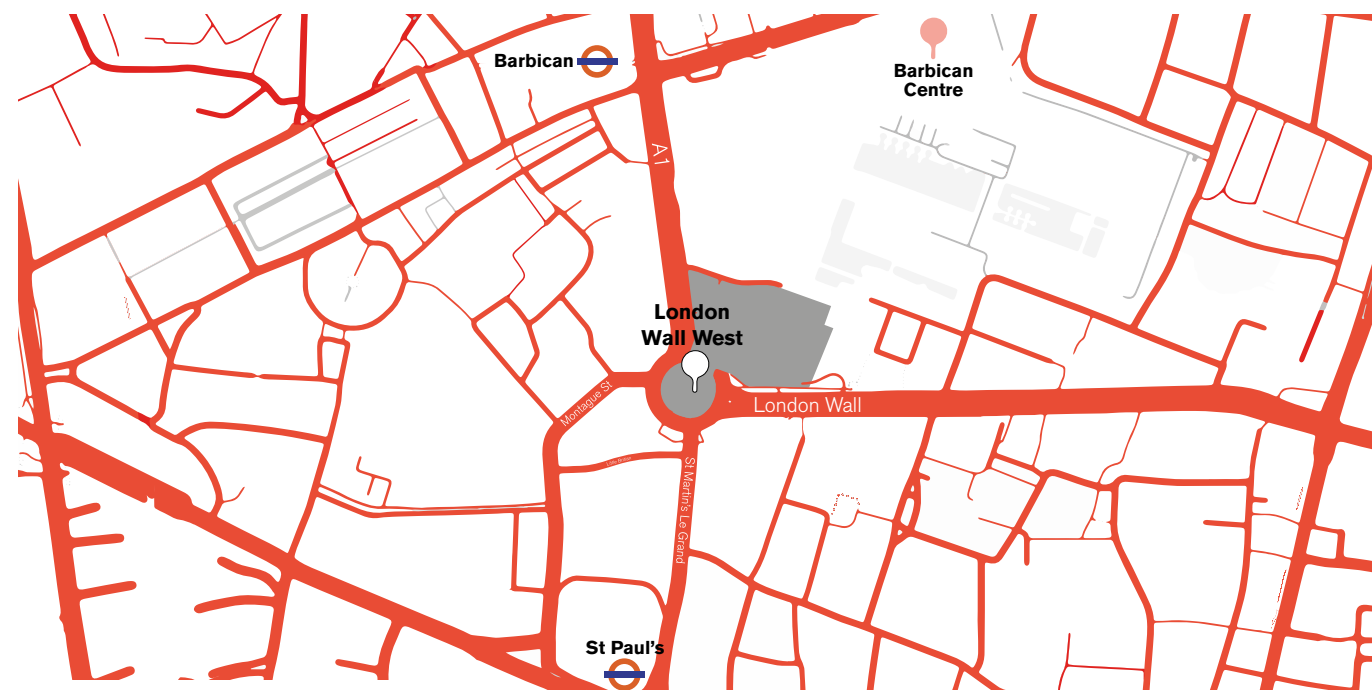 Barbican
Barbican
Centre
A1
London
Wall West
Montague St
London Wall
St Martin's Le Grand
St Paul's